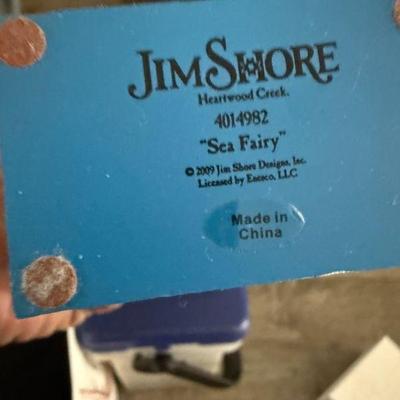 JIM SHORE
Heartwood Creek.
4014982
"Sea Fairy"
© 2009 Jim Shore Designs, Inc.
Licensed by Enesco, LLC
Made in
China